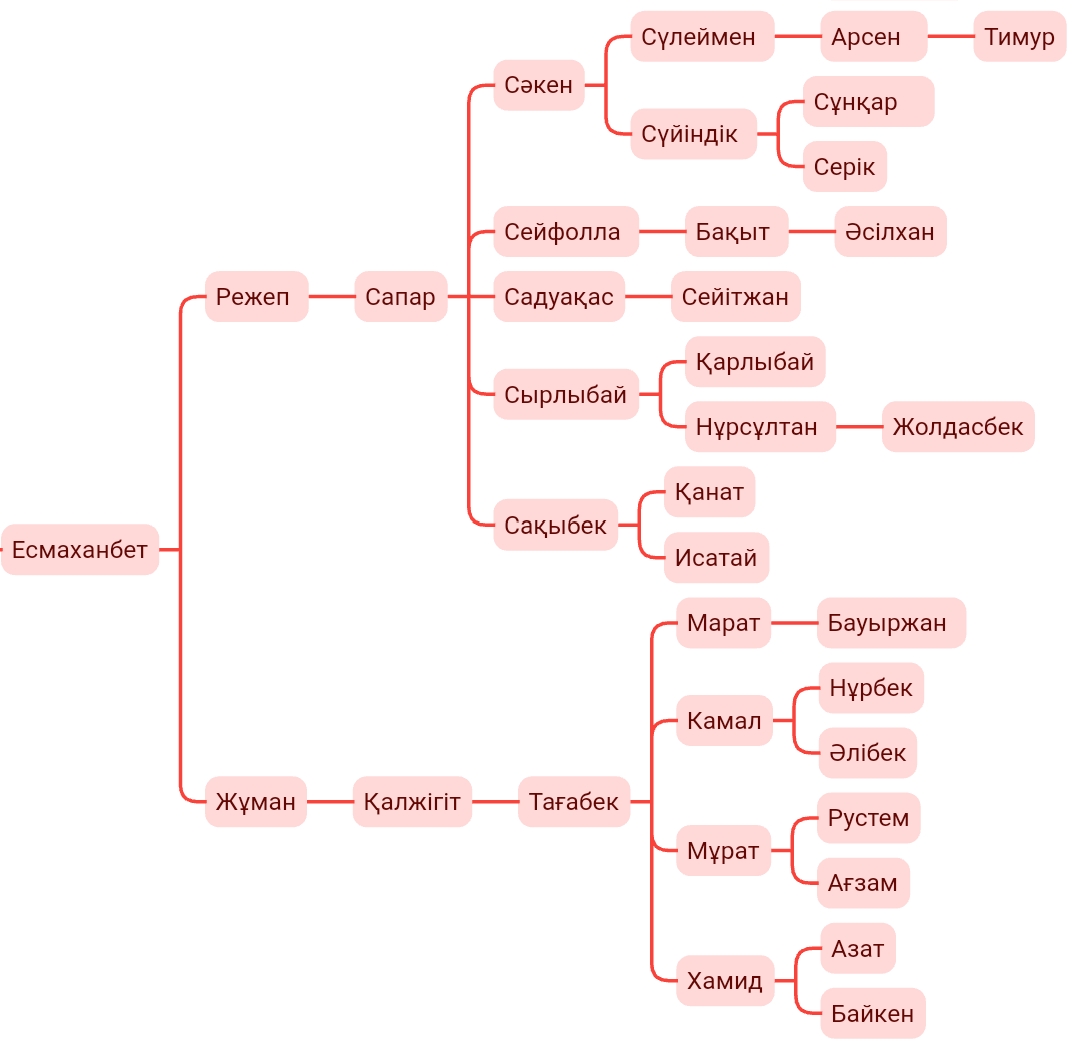 Сүлеймен
Арсен
Тимур
Сәкен
Сұнқар
Сүйіндік
Серік
Сейфолла
Бақыт
Әсілхан
Режеп
Сапар
Садуақас
Сейітжан
Қарлыбай
Сырлыбай
Нұрсұлтан
Жолдасбек
Қанат
Сақыбек
Исатай
Есмаханбет
Марат
Бауыржан
Нұрбек
Камал
Әлібек
Жұман
Қалжігіт
Тағабек
Рустем
Мұрат
Ағзам
Азат
Хамид
Байкен